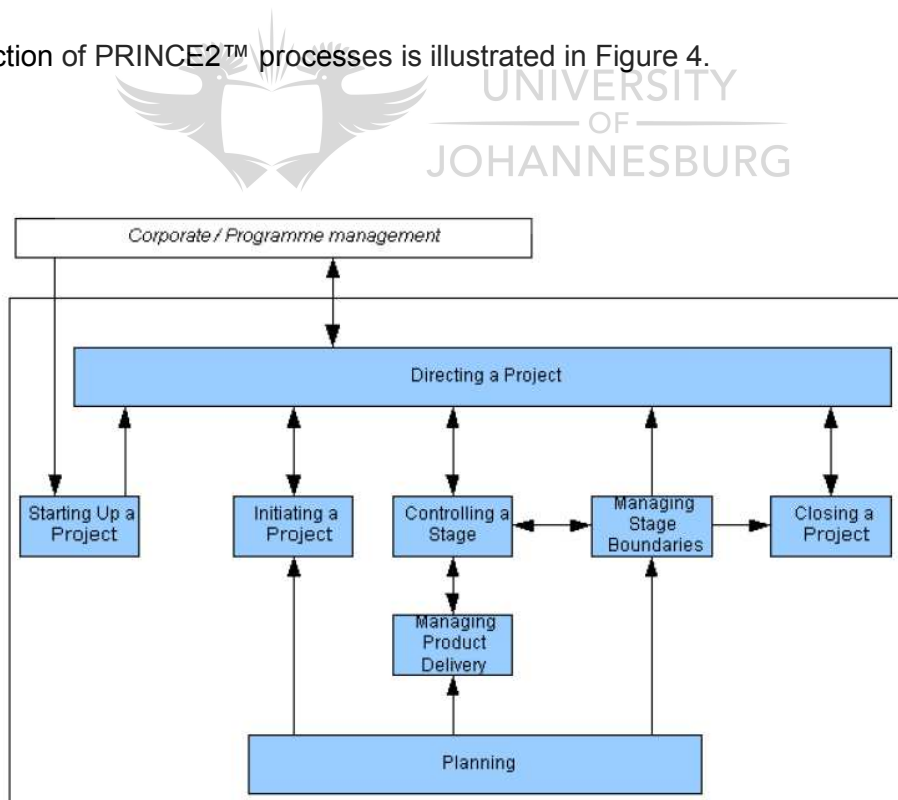 ction of PRINCE2™ processes is illustrated in Figure 4.
UNIVERSITY
OF
JOHANNESBURG
Corporate / Programme management
Directing a Project
Starting Up a
Project
Initiating a
Project
Controlling a
Stage
Managing
Stage
Boundaries
Closing a
Project
Managing
Product
Delivery
Planning